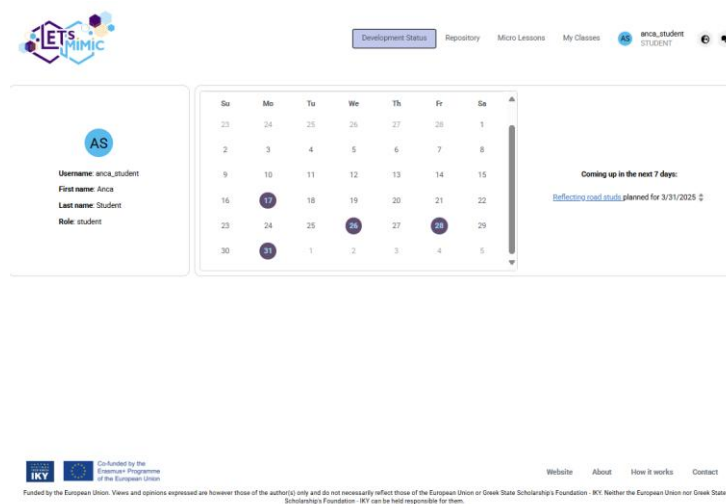 LETS
MIMIC
Development Status Repository Micro Lessons My Classes AS anca_student
STUDENT
AS
Username: anca_student
First name: Anca
Last name: Student
Role: student
Su Mo Tu We Th Fr Sa
23 24 25 26 27 28 1
2 3 4 5 6 7 8
9 10 11 12 13 14 15
16 17 18 19 20 21 22
23 24 25 26 27 28 29
30 31 1 2 3 4 5
Coming up in the next 7 days:
Reflecting road studs planned for 3/31/2025
IKY
Co-funded by the
Erasmus+ Programme
of the European Union
Website About How it works Contact
Funded by the European Union. Views and opinions expressed are however those of the author(s) only and do not necessarily reflect those of the European Union or Greek State Scholarship's Foundation - IKY. Neither the European Union nor Greek State
Scholarship's Foundation - IKY can be held responsible for them.